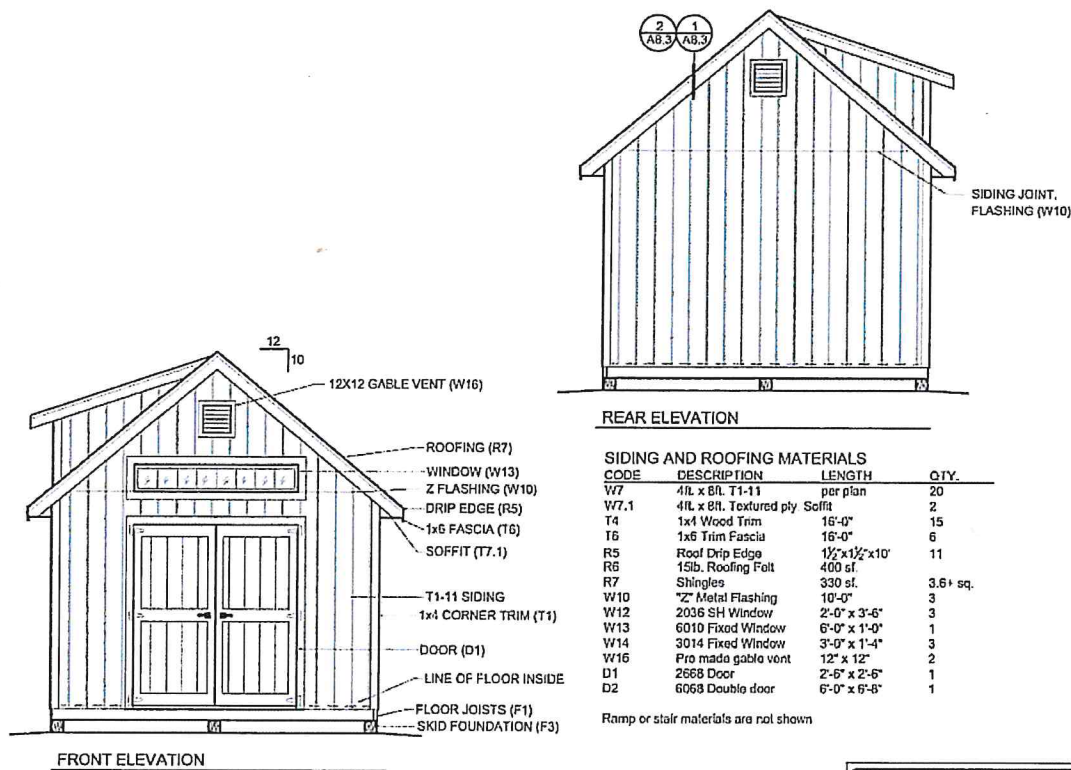 2 1
A8.3 A8.3
SIDING JOINT,
FLASHING (W10)
REAR ELEVATION
12
10
12X12 GABLE VENT (W16)
ROOFING (R7)
WINDOW (W13)
Z FLASHING (W10)
DRIP EDGE (R5)
1x6 FASCIA (T6)
SOFFIT (T7.1)
T1-11 SIDING
1x4 CORNER TRIM (T1)
DOOR (D1)
LINE OF FLOOR INSIDE
FLOOR JOISTS (F1)
SKID FOUNDATION (F3)
FRONT ELEVATION
SIDING AND ROOFING MATERIALS
CODE DESCRIPTION LENGTH QTY.
W7 4ft. x 8ft. T1-11 per plan 20
W7.1 4ft. x 8ft. Textured ply Soffit 2
T4 1x4 Wood Trim 16'-0" 15
T6 1x6 Trim Fascia 16'-0" 6
R5 Roof Drip Edge 1½"x1½"x10' 11
R6 15lb. Roofing Felt 400 sf.
R7 Shingles 330 sf. 3.6+ sq.
W10 "Z" Metal Flashing 10'-0" 3
W12 2036 SH Window 2'-0" x 3'-6" 3
W13 6010 Fixed Window 6'-0" x 1'-0" 1
W14 3014 Fixed Window 3'-0" x 1'-4" 3
W16 Pre made gable vent 12" x 12" 2
D1 2668 Door 2'-6" x 2'-6" 1
D2 6068 Double door 6'-0" x 6'-8" 1
Ramp or stair materials are not shown